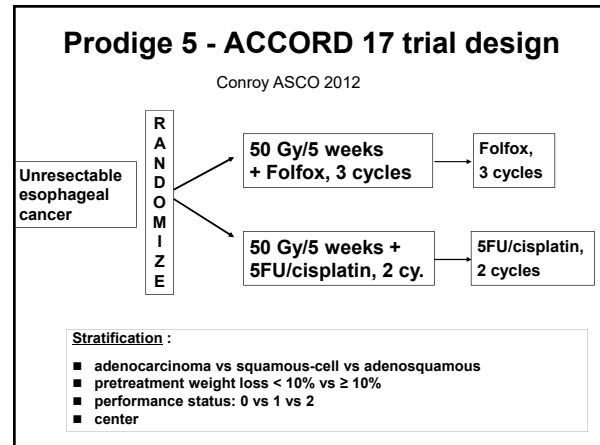 Prodige 5 - ACCORD 17 trial design
Conroy ASCO 2012
Unresectable
esophageal
cancer
R
A
N
D
O
M
I
Z
E
50 Gy/5 weeks
+ Folfox, 3 cycles
Folfox,
3 cycles
50 Gy/5 weeks +
5FU/cisplatin, 2 cy.
5FU/cisplatin,
2 cycles
Stratification :
■ adenocarcinoma vs squamous-cell vs adenosquamous
■ pretreatment weight loss < 10% vs ≥ 10%
■ performance status: 0 vs 1 vs 2
■ center